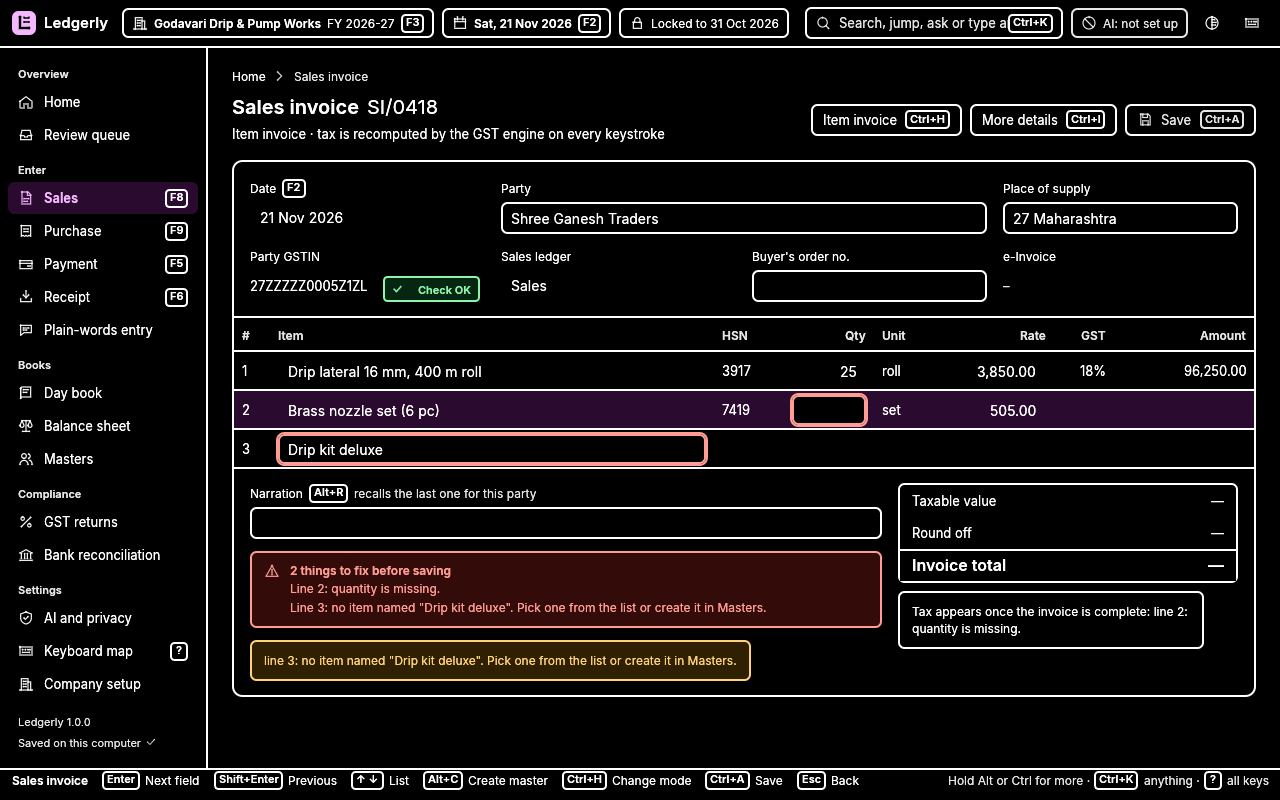 Ledgerly
Godavari Drip & Pump Works FY 2026-27 F3
Sat, 21 Nov 2026 F2
Locked to 31 Oct 2026
Search, jump, ask or type a Ctrl+K
AI: not set up
Overview
Home
Review queue
Enter
Sales F8
Purchase F9
Payment F5
Receipt F6
Plain-words entry
Books
Day book
Balance sheet
Masters
Compliance
GST returns
Bank reconciliation
Settings
AI and privacy
Keyboard map ?
Company setup
Ledgerly 1.0.0
Saved on this computer
Home > Sales invoice
Sales invoice SI/0418
Item invoice · tax is recomputed by the GST engine on every keystroke
Item invoice Ctrl+H
More details Ctrl+I
Save Ctrl+A
Date F2 Party Place of supply
21 Nov 2026 Shree Ganesh Traders 27 Maharashtra
Party GSTIN Sales ledger Buyer's order no. e-Invoice
27ZZZZZ0005Z1ZL Check OK Sales –
# Item HSN Qty Unit Rate GST Amount
1 Drip lateral 16 mm, 400 m roll 3917 25 roll 3,850.00 18% 96,250.00
2 Brass nozzle set (6 pc) 7419 set 505.00
3 Drip kit deluxe
Narration Alt+R recalls the last one for this party
2 things to fix before saving
Line 2: quantity is missing.
Line 3: no item named "Drip kit deluxe". Pick one from the list or create it in Masters.
line 3: no item named "Drip kit deluxe". Pick one from the list or create it in Masters.
Taxable value —
Round off —
Invoice total —
Tax appears once the invoice is complete: line 2:
quantity is missing.
Sales invoice Enter Next field Shift+Enter Previous ↑ ↓ List Alt+C Create master Ctrl+H Change mode Ctrl+A Save Esc Back Hold Alt or Ctrl for more · Ctrl+K anything · ? all keys